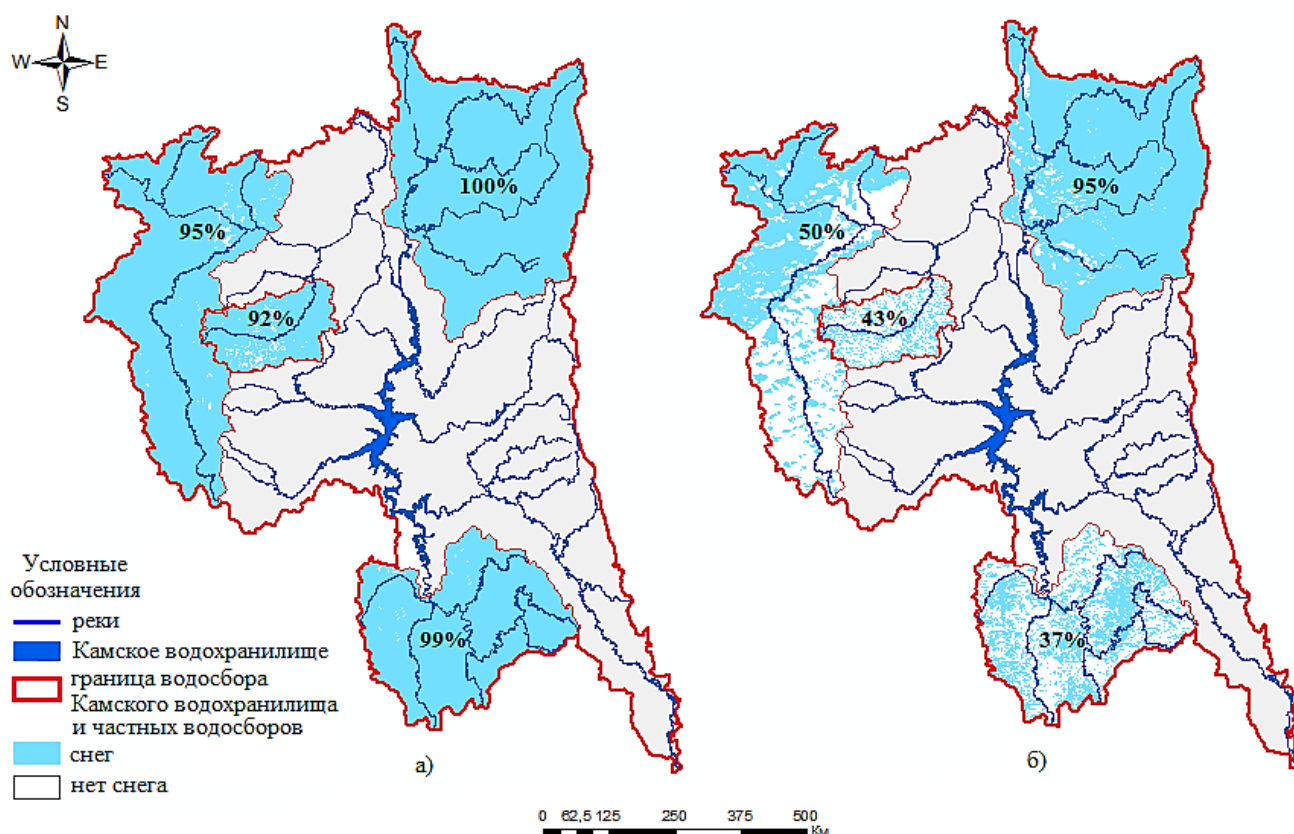 N
W E
S
100%
95%
92%
99%
95%
50%
43%
37%
Условные
обозначения
реки
Камское водохранилище
граница водосбора
Камского водохранилища
и частных водосборов
снег
нет снега
а)
б)
0 62,5 125 250 375 500
Км